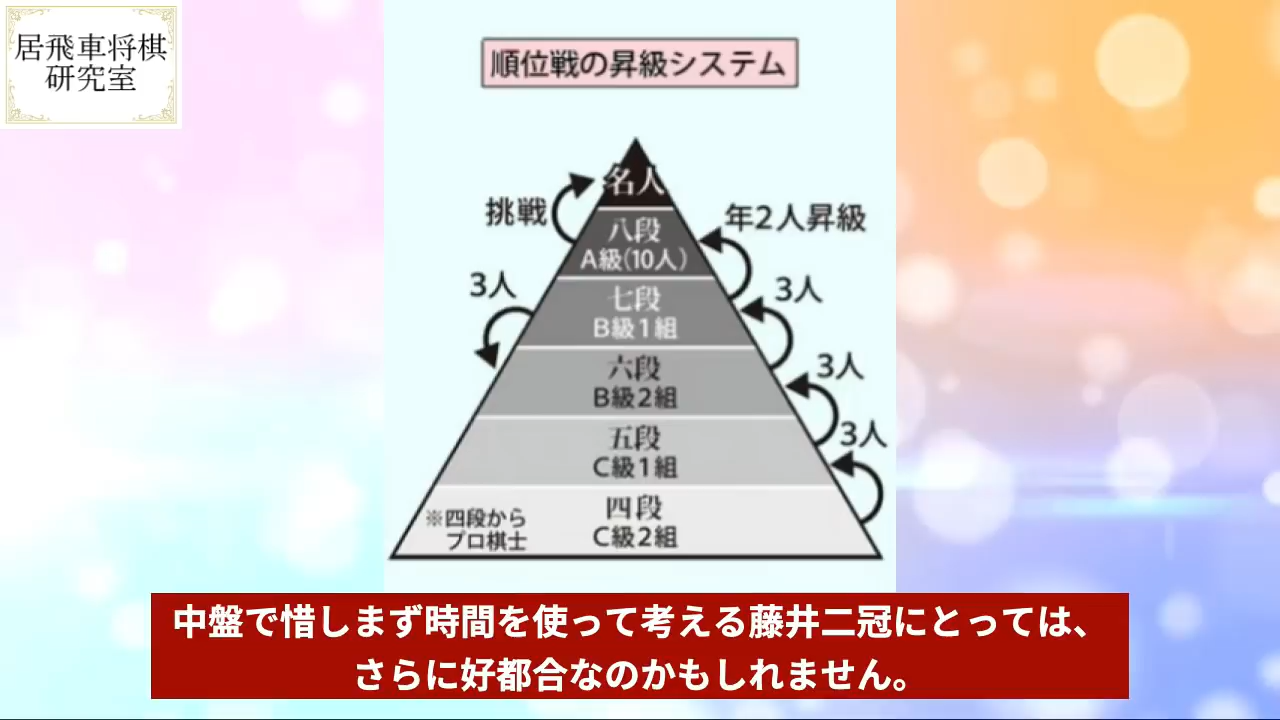 居飛車将棋
研究室
順位戦の昇級システム
名人
挑戦
八段
A級(10人)
年2人昇級
3人
七段
B級1組
3人
六段
B級2組
3人
五段
C級1組
3人
四段
C級2組
※四段から
プロ棋士
中盤で惜しまず時間を使って考える藤井二冠にとっては、
さらに好都合なのかもしれません。